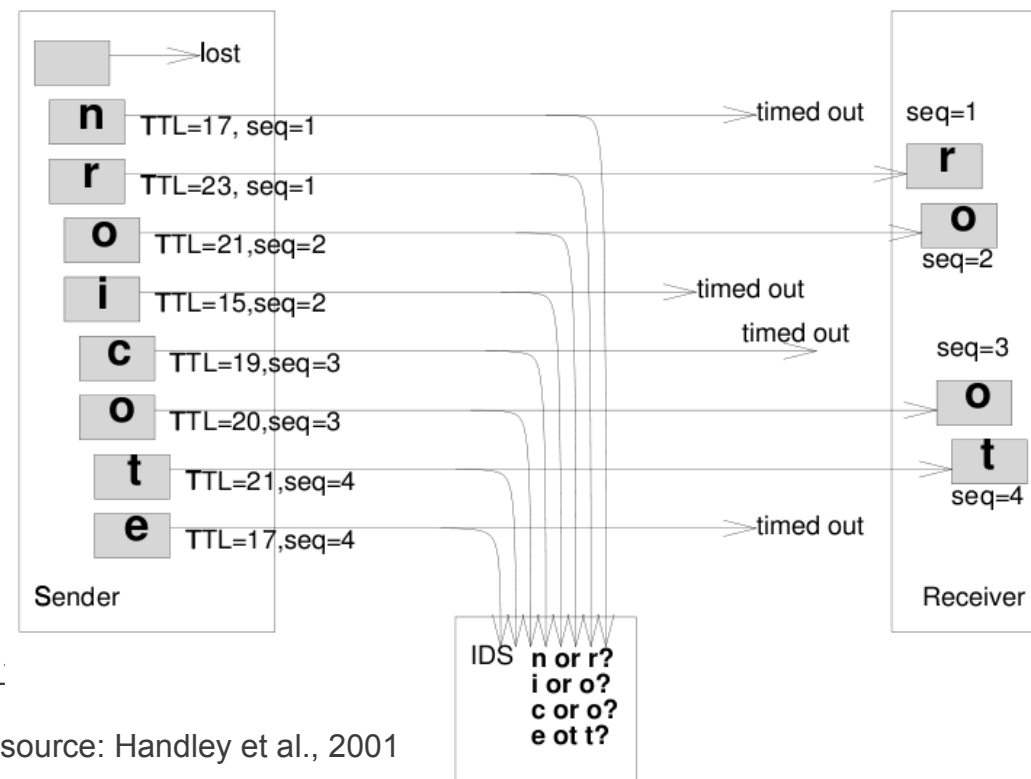 lost
n TTL=17, seq=1 timed out seq=1
r TTL=23, seq=1 r
o TTL=21,seq=2 o
seq=2
i TTL=15,seq=2 timed out
timed out
c TTL=19,seq=3 seq=3
o TTL=20,seq=3 o
t TTL=21,seq=4 t
seq=4
e TTL=17,seq=4 timed out
Sender Receiver
IDS n or r?
i or o?
c or o?
e ot t?
source: Handley et al., 2001